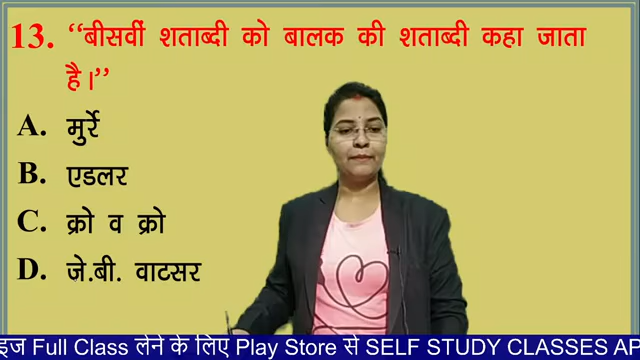 13. “बीसवीं शताब्दी को बालक की शताब्दी कहा जाता
है।”
A. मुर्रे
B. एडलर
C. क्रो व क्रो
D. जे.बी. वाटसर
इज Full Class लेने के लिए Play Store से SELF STUDY CLASSES AP